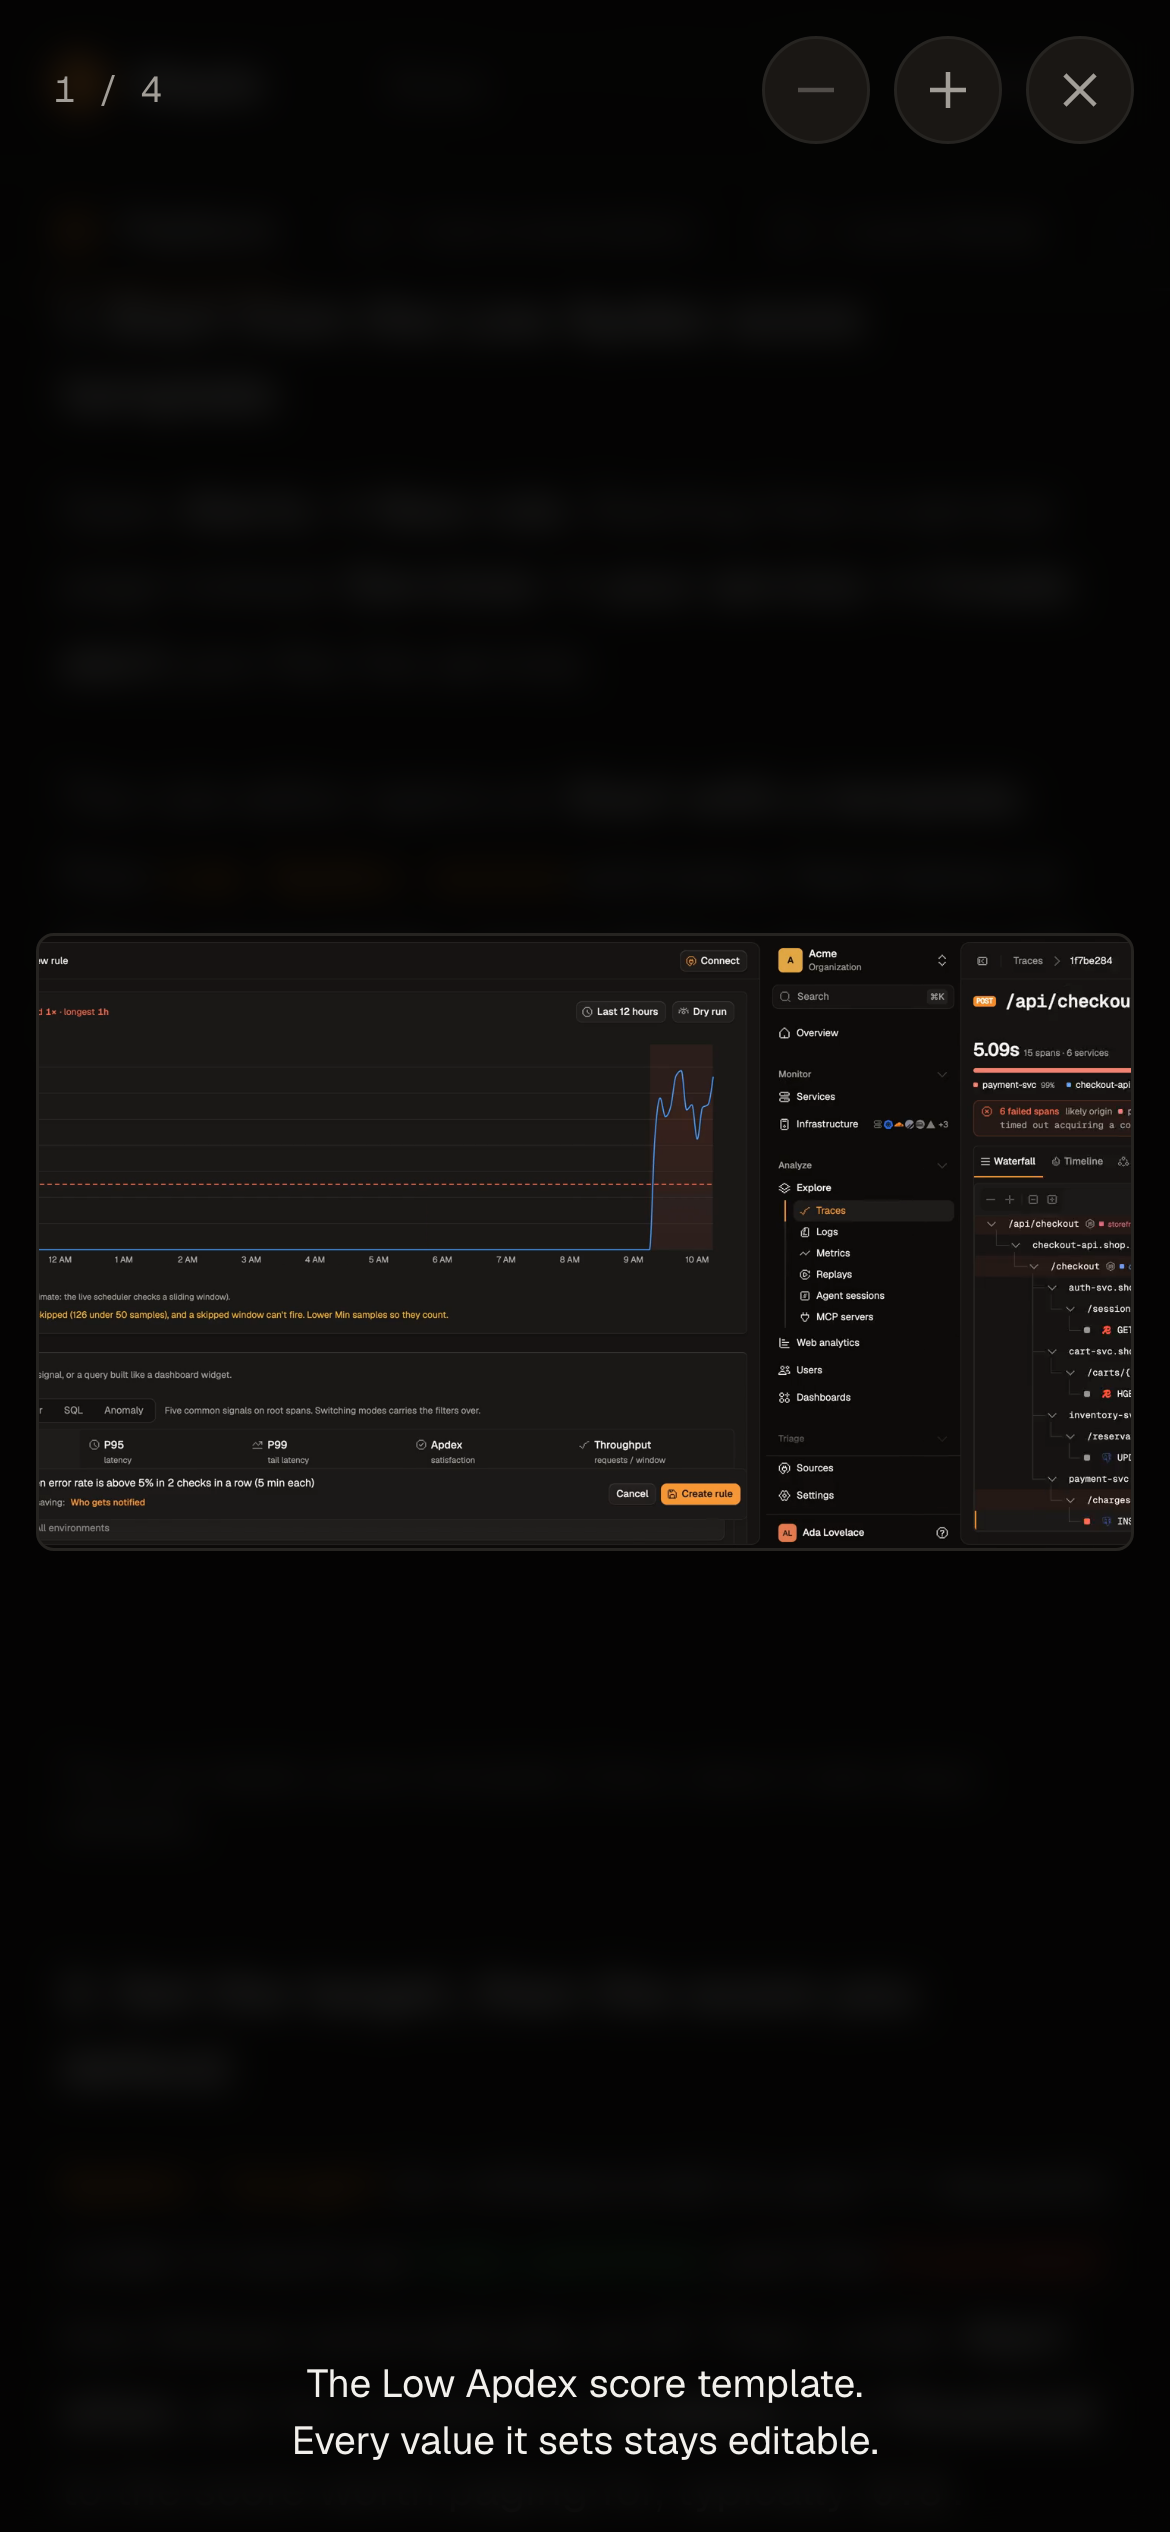 1 / 4
w rule
Connect
1× · longest 1h
Last 12 hours
Dry run
12 AM 1 AM 2 AM 3 AM 4 AM 5 AM 6 AM 7 AM 8 AM 9 AM 10 AM
imate: the live scheduler checks a sliding window).
kipped (126 under 50 samples), and a skipped window can't fire. Lower Min samples so they count.
signal, or a query built like a dashboard widget.
SQL Anomaly Five common signals on root spans. Switching modes carries the filters over.
P95 P99 Apdex Throughput
latency tail latency satisfaction requests / window
n error rate is above 5% in 2 checks in a row (5 min each)
aving: Who gets notified
Cancel
Create rule
All environments
A
Acme
Organization
Search ⌘K
Overview
Monitor
Services
Infrastructure +3
Analyze
Explore
Traces
Logs
Metrics
Replays
Agent sessions
MCP servers
Web analytics
Users
Dashboards
Triage
Sources
Settings
AL Ada Lovelace
Traces 1f7be284
POST /api/checkou
5.09s 15 spans · 6 services
payment-svc 99% checkout-api
6 failed spans likely origin p
timed out acquiring a co
Waterfall Timeline
/api/checkout storefr
checkout-api.shop.
/checkout
auth-svc.sho
/session
GET
cart-svc.sho
/carts/{
HGE
inventory-sv
/reserva
UPD
payment-svc
/charges
INS
The Low Apdex score template.
Every value it sets stays editable.